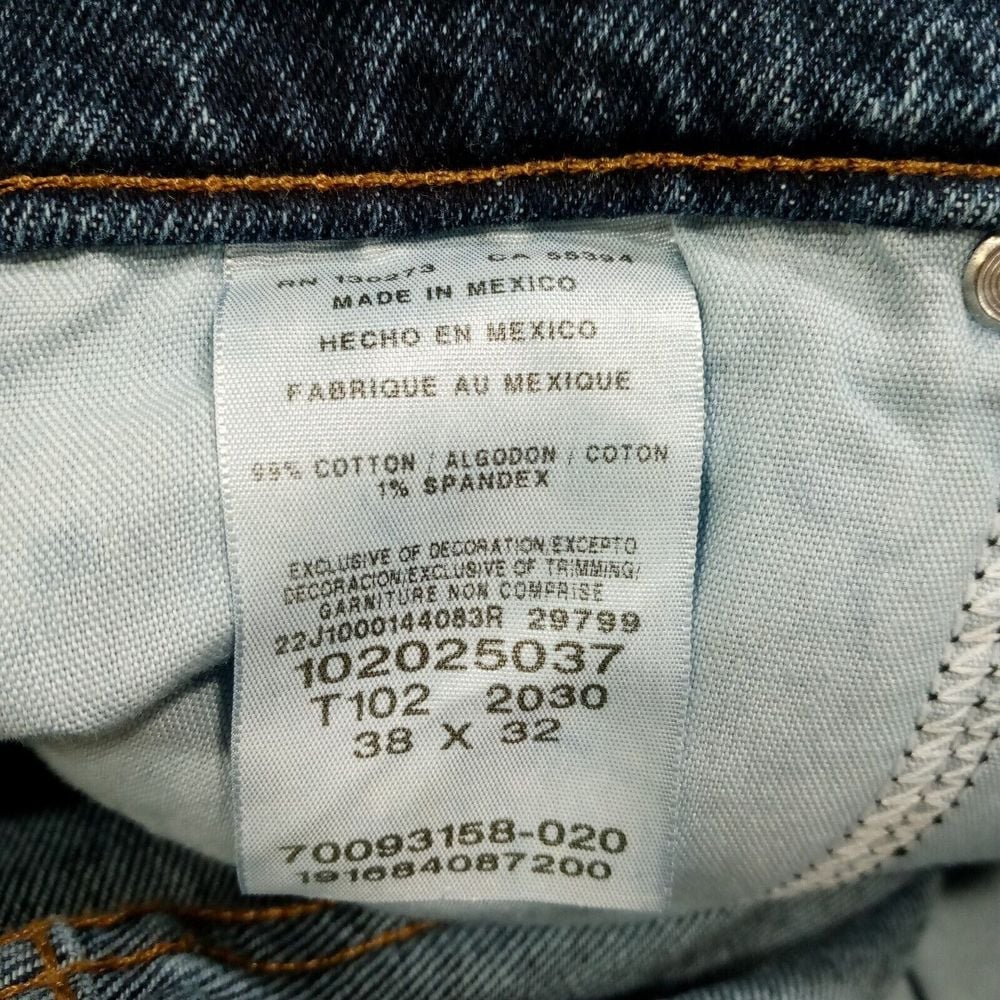 RN 130273 CA 55394
MADE IN MEXICO
HECHO EN MEXICO
FABRIQUE AU MEXIQUE
99% COTTON / ALGODON / COTON
1% SPANDEX
EXCLUSIVE OF DECORATION/EXCEPTO
DECORACION/EXCLUSIVE OF TRIMMING/
GARNITURE NON COMPRISE
22J1000144083R 29799
102025037
T102 2030
38 X 32
70093158-020
191684087200